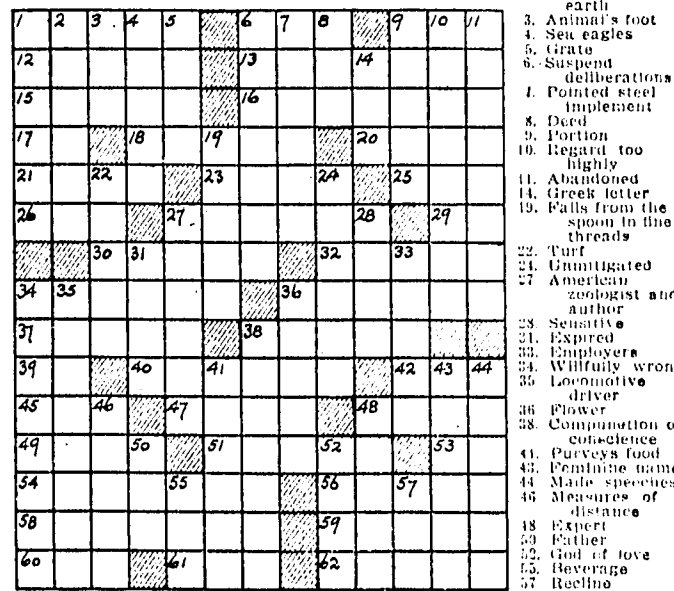 1 2 3 4 5 6 7 8 9 10 11
12 13 14
15 16
17 18 19 20
21 22 23 24 25
26 27 28 29
30 31 32 33
34 35 36
37 38
39 40 41 42 43 44
45 46 47 48
49 50 51 52 53
54 55 56 57
58 59
60 61 62
earth
3. Animal's foot
4. Sea eagles
5. Grate
6. Suspend
deliberations
7. Pointed steel
implement
8. Deed
9. Portion
10. Regard too
highly
11. Abandoned
14. Greek letter
19. Falls from the
spoon in fine
threads
22. Turf
24. Unmitigated
27 American
zoologist and
author
28. Sensitive
31. Expired
33. Employers
34. Willfully wrong
35 Locomotive
driver
36 Flower
38. Compunction of
conscience
41. Purveys food
43. Feminine name
44 Made speeches
46 Measures of
distance
48 Expert
50 Father
52. God of love
55. Beverage
57 Recline